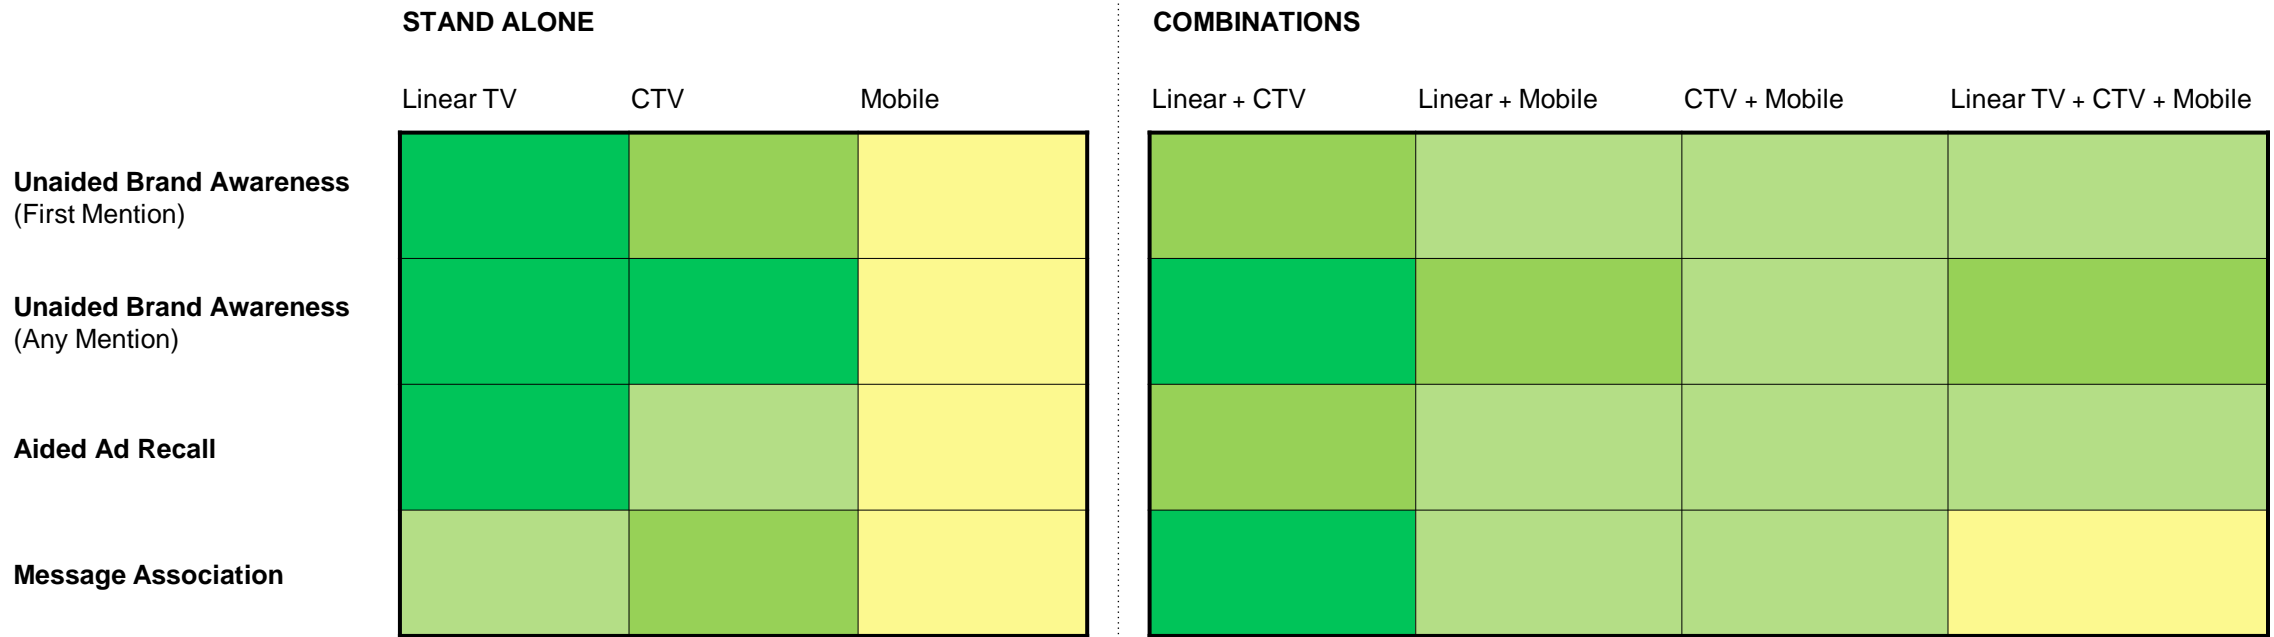 STAND ALONE
COMBINATIONS
Linear TV
CTV
Mobile
Linear + CTV
Linear + Mobile
CTV + Mobile
Linear TV + CTV + Mobile
Unaided Brand Awareness
(First Mention)
Unaided Brand Awareness
(Any Mention)
Aided Ad Recall
Message Association